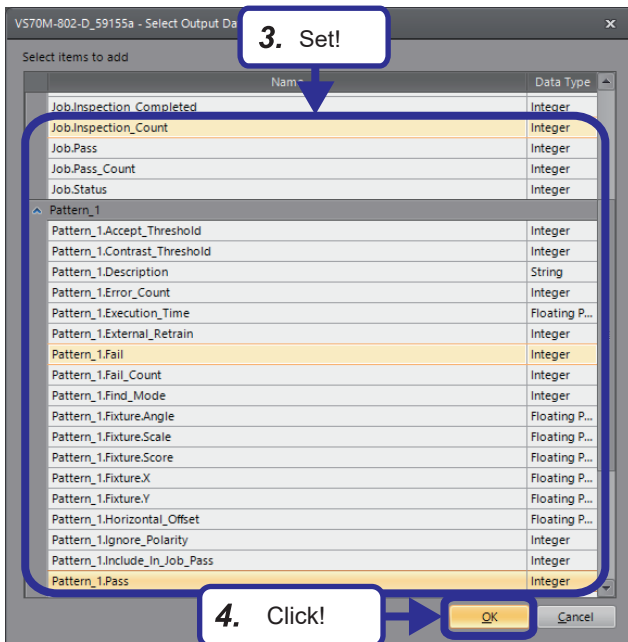 VS70M-802-D_59155a - Select Output Da
3. Set!
Select items to add
Name Data Type
Job.Inspection_Completed Integer
Job.Inspection_Count Integer
Job.Pass Integer
Job.Pass_Count Integer
Job.Status Integer
Pattern_1
Pattern_1.Accept_Threshold Integer
Pattern_1.Contrast_Threshold Integer
Pattern_1.Description String
Pattern_1.Error_Count Integer
Pattern_1.Execution_Time Floating P...
Pattern_1.External_Retrain Integer
Pattern_1.Fail Integer
Pattern_1.Fail_Count Integer
Pattern_1.Find_Mode Integer
Pattern_1.Fixture.Angle Floating P...
Pattern_1.Fixture.Scale Floating P...
Pattern_1.Fixture.Score Floating P...
Pattern_1.Fixture.X Floating P...
Pattern_1.Fixture.Y Floating P...
Pattern_1.Horizontal_Offset Floating P...
Pattern_1.Ignore_Polarity Integer
Pattern_1.Include_In_Job_Pass Integer
Pattern_1.Pass Integer
4. Click!
OK Cancel